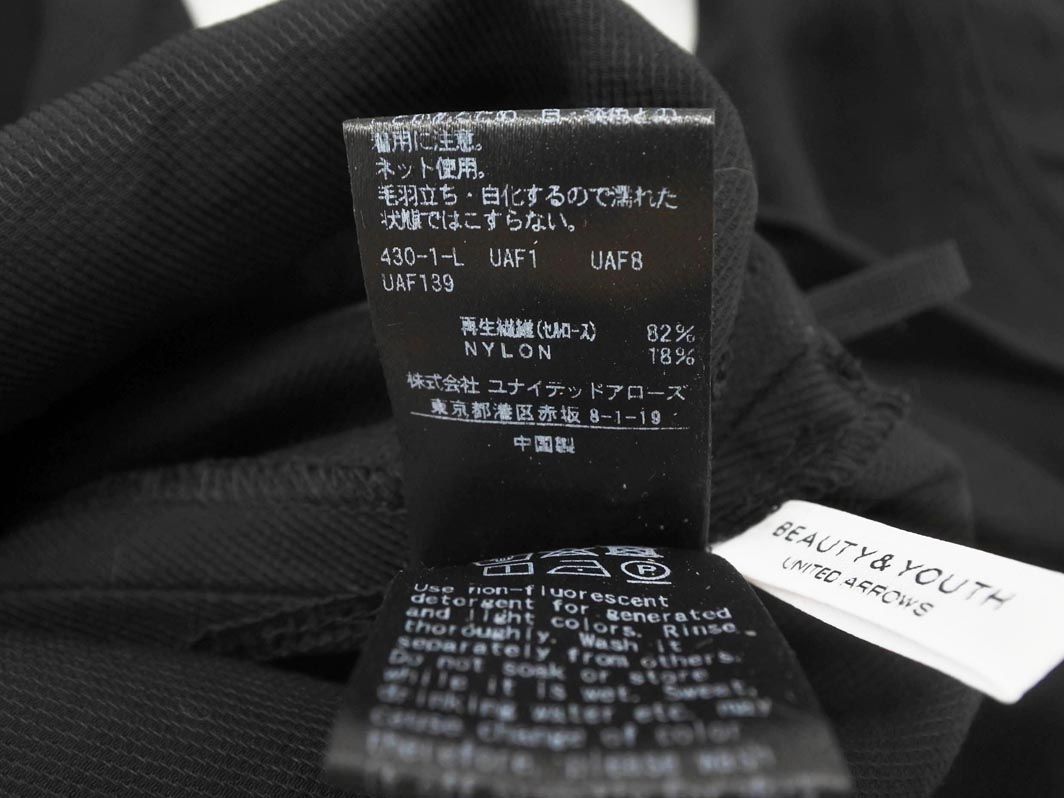 着用に注意。
ネット使用。
毛羽立ち・白化するので濡れた
状態ではこすらない。
430-1-L UAF1 UAF8
UAF139
再生繊維(セルロース) 82%
NYLON 18%
株式会社 ユナイテッドアローズ
東京都港区赤坂 8-1-19
中国製
P
Use non-fluorescent
detergent for generated
and light colors. Rinse
thoroughly. Wash it
separately from others.
Do not soak or store
while it is wet. Sweat,
drinking water etc. may
cause change of color
therefore, please wash
BEAUTY&YOUTH
UNITED ARROWS